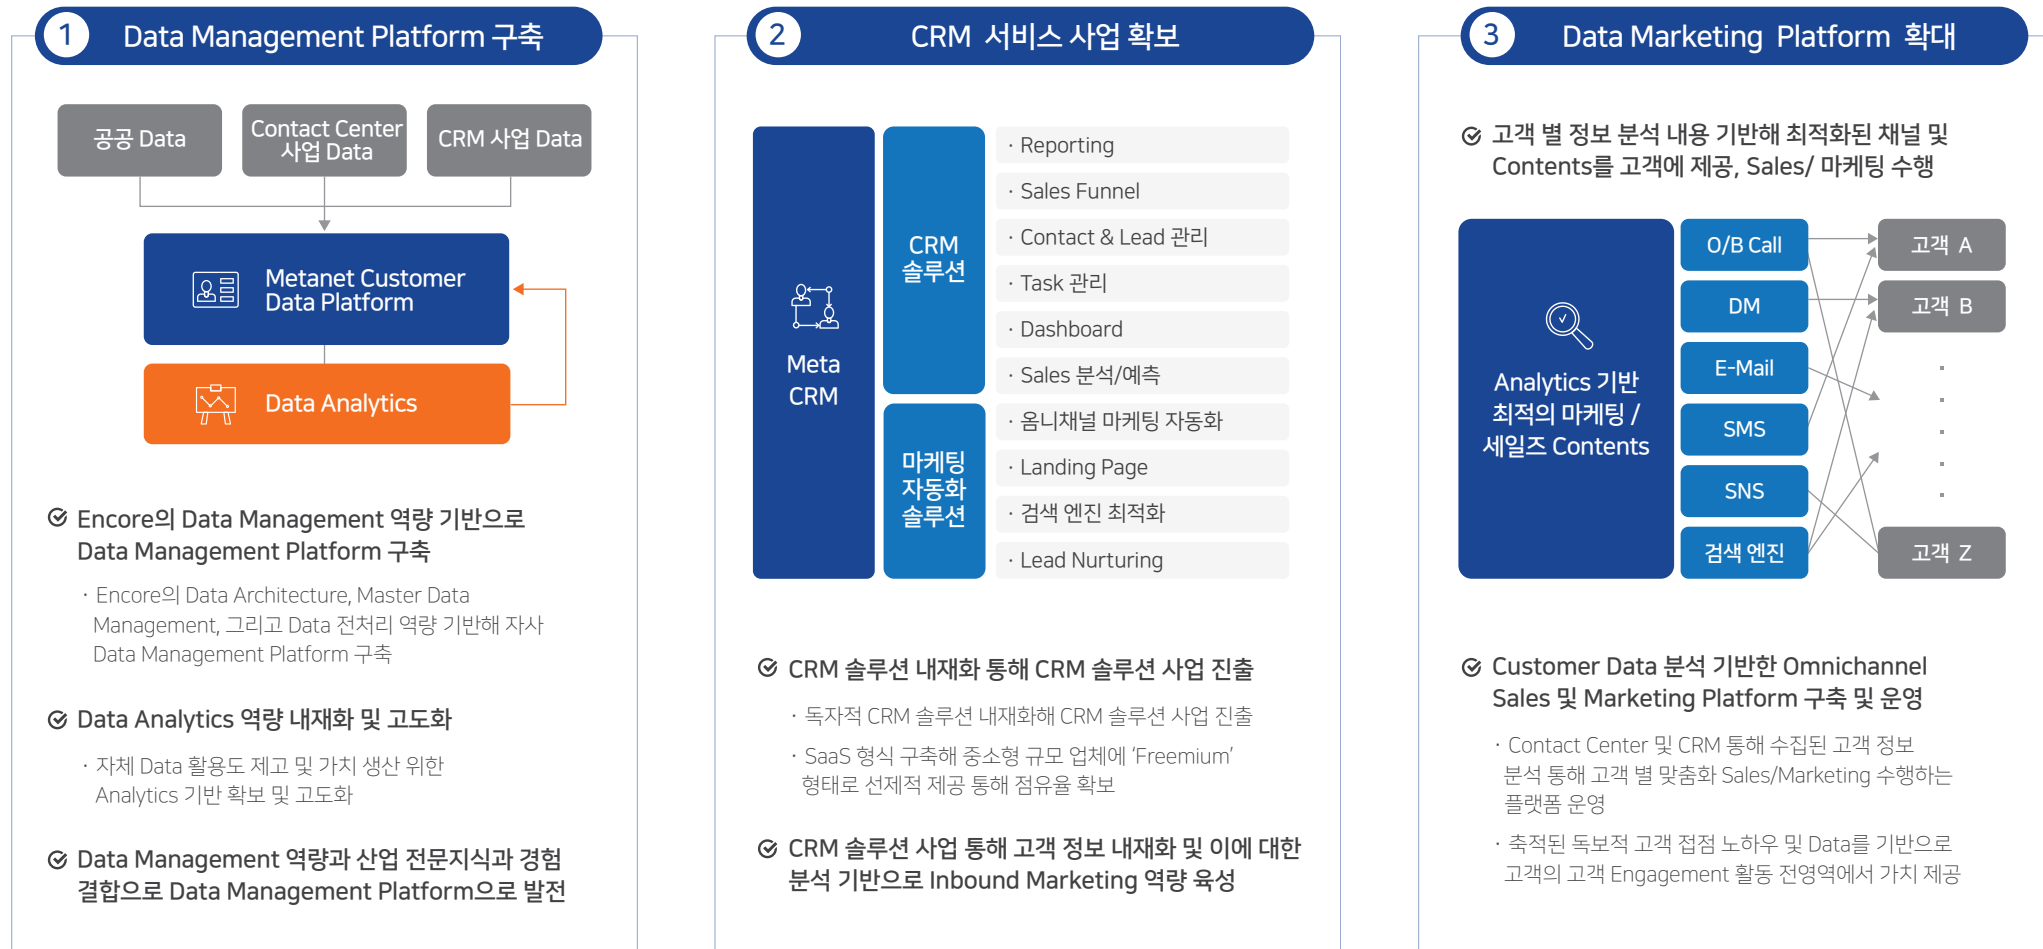 1
Data Management Platform 구축
공공 Data
Contact Center
사업 Data
CRM 사업 Data
Metanet Customer
Data Platform
Data Analytics
Encore의 Data Management 역량 기반으로
Data Management Platform 구축
· Encore의 Data Architecture, Master Data
Management, 그리고 Data 전처리 역량 기반해 자사
Data Management Platform 구축
Data Analytics 역량 내재화 및 고도화
· 자체 Data 활용도 제고 및 가치 생산 위한
Analytics 기반 확보 및 고도화
Data Management 역량과 산업 전문지식과 경험
결합으로 Data Management Platform으로 발전
2
CRM 서비스 사업 확보
Meta
CRM
CRM
솔루션
· Reporting
· Sales Funnel
· Contact & Lead 관리
· Task 관리
· Dashboard
· Sales 분석/예측
마케팅
자동화
솔루션
· 옴니채널 마케팅 자동화
· Landing Page
· 검색 엔진 최적화
· Lead Nurturing
CRM 솔루션 내재화 통해 CRM 솔루션 사업 진출
· 독자적 CRM 솔루션 내재화해 CRM 솔루션 사업 진출
· SaaS 형식 구축해 중소형 규모 업체에 ‘Freemium’
형태로 선제적 제공 통해 점유율 확보
CRM 솔루션 사업 통해 고객 정보 내재화 및 이에 대한
분석 기반으로 Inbound Marketing 역량 육성
3
Data Marketing Platform 확대
고객 별 정보 분석 내용 기반해 최적화된 채널 및
Contents를 고객에 제공, Sales/ 마케팅 수행
Analytics 기반
최적의 마케팅 /
세일즈 Contents
O/B Call
DM
E-Mail
SMS
SNS
검색 엔진
고객 A
고객 B
고객 Z
Customer Data 분석 기반한 Omnichannel
Sales 및 Marketing Platform 구축 및 운영
· Contact Center 및 CRM 통해 수집된 고객 정보
분석 통해 고객 별 맞춤화 Sales/Marketing 수행하는
플랫폼 운영
· 축적된 독보적 고객 접점 노하우 및 Data를 기반으로
고객의 고객 Engagement 활동 전영역에서 가치 제공